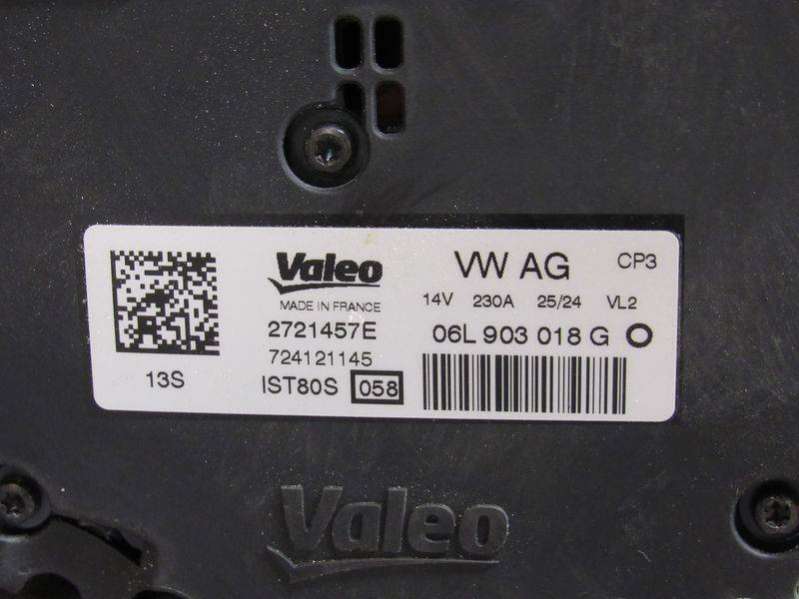 Valeo
MADE IN FRANCE
2721457E
724121145
IST80S 058
13S
VW AG CP3
14V 230A 25/24 VL2
06L 903 018 G O
Valeo